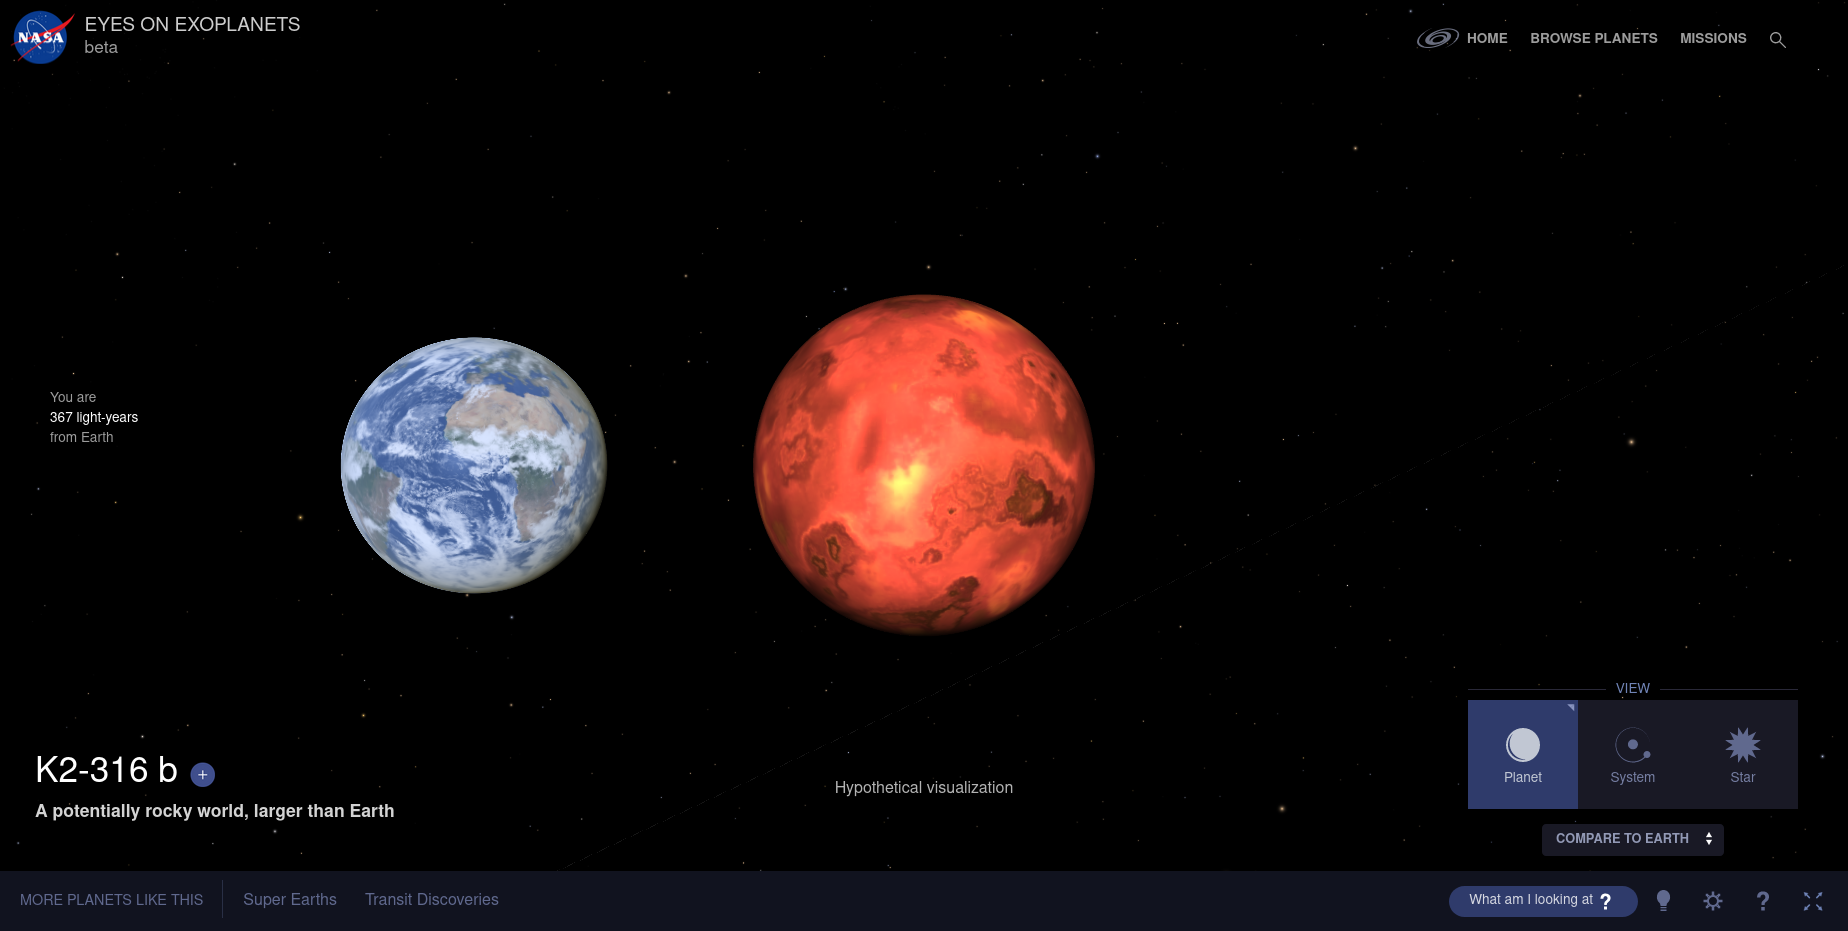 NASA
EYES ON EXOPLANETS
beta
HOME
BROWSE PLANETS
MISSIONS
You are
367 light-years
from Earth
K2-316 b +
A potentially rocky world, larger than Earth
Hypothetical visualization
VIEW
Planet
System
Star
COMPARE TO EARTH
MORE PLANETS LIKE THIS
Super Earths
Transit Discoveries
What am I looking at ?
?